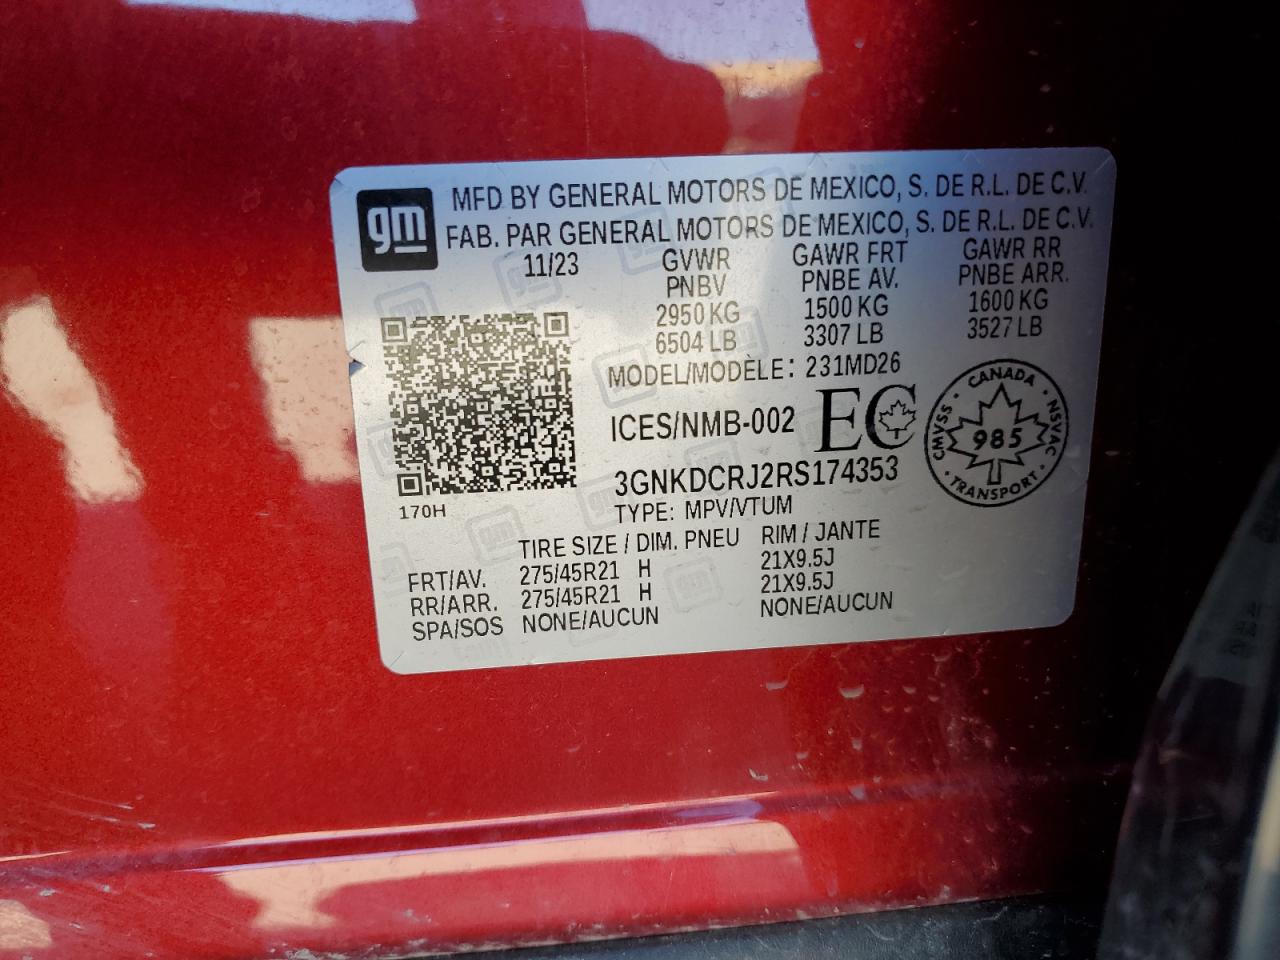 gm
MFD BY GENERAL MOTORS DE MEXICO, S. DE R.L. DE C.V.
FAB. PAR GENERAL MOTORS DE MEXICO, S. DE R.L. DE C.V.
11/23 GVWR GAWR FRT GAWR RR
PNBV PNBE AV. PNBE ARR.
2950 KG 1500 KG 1600 KG
6504 LB 3307 LB 3527 LB
MODEL/MODÈLE: 231MD26
ICES/NMB-002 EC
CANADA
CMVSS 985 NSVAC
TRANSPORT
3GNKDCRJ2RS174353
170H
TYPE: MPV/VTUM
TIRE SIZE / DIM. PNEU RIM / JANTE
FRT/AV. 275/45R21 H 21X9.5J
RR/ARR. 275/45R21 H 21X9.5J
SPA/SOS NONE/AUCUN NONE/AUCUN